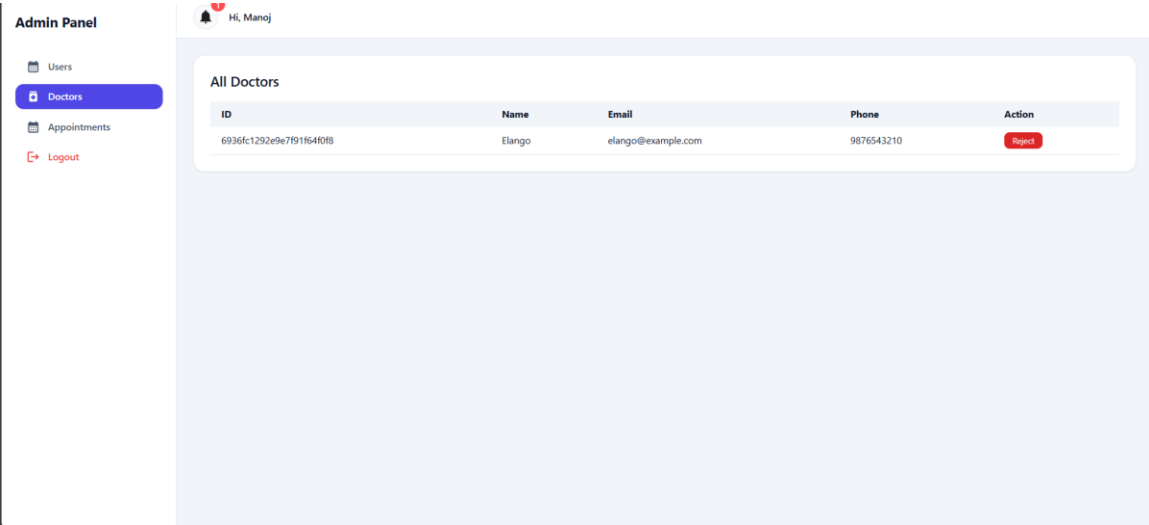 Admin Panel
Users
Doctors
Appointments
Logout
1
Hi, Manoj
All Doctors
ID Name Email Phone Action
6936fc1292e9e7f91f64f0f8 Elango elango@example.com 9876543210 Reject